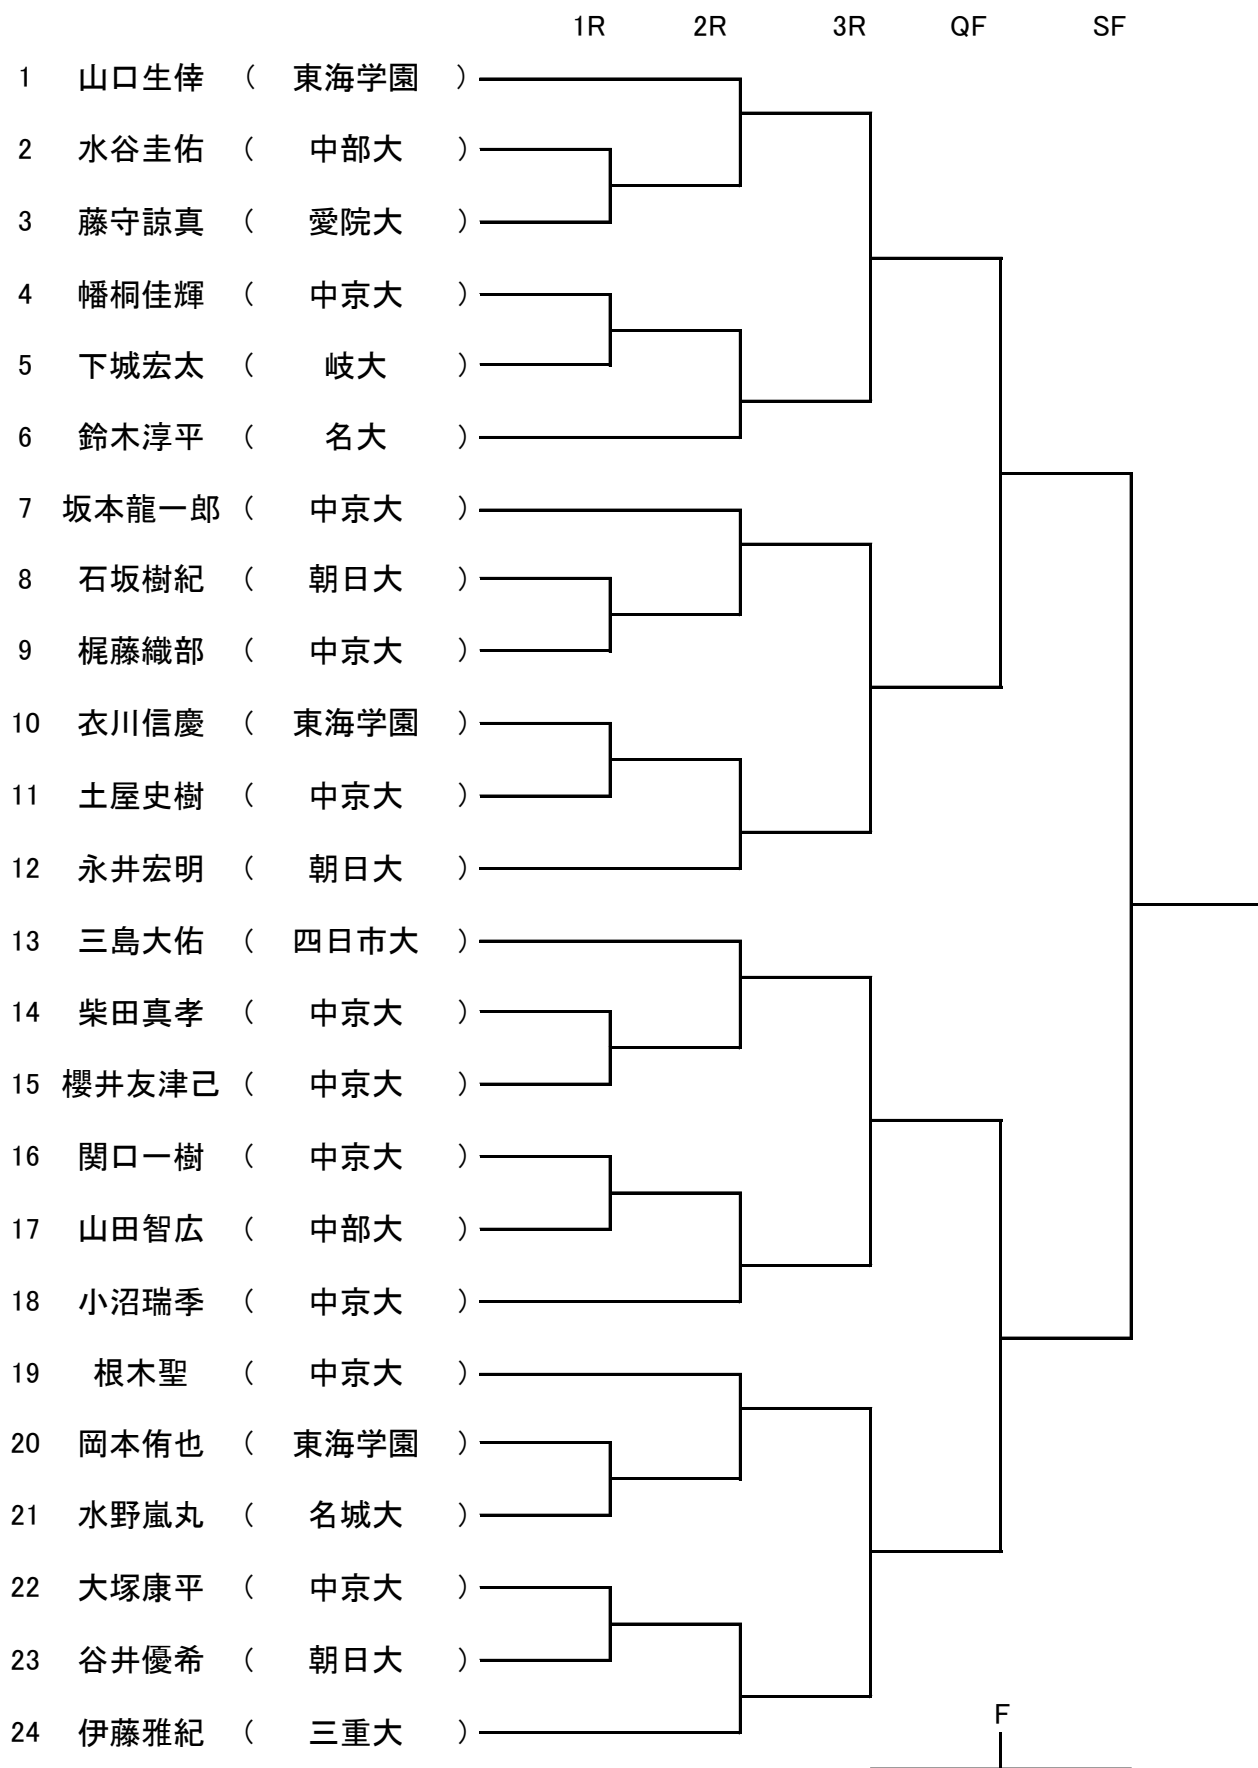 1R 2R 3R QF SF
1 山口生倖 ( 東海学園 )
2 水谷圭佑 ( 中部大 )
3 藤守諒真 ( 愛院大 )
4 幡桐佳輝 ( 中京大 )
5 下城宏太 ( 岐大 )
6 鈴木淳平 ( 名大 )
7 坂本龍一郎 ( 中京大 )
8 石坂樹紀 ( 朝日大 )
9 梶藤織部 ( 中京大 )
10 衣川信慶 ( 東海学園 )
11 土屋史樹 ( 中京大 )
12 永井宏明 ( 朝日大 )
13 三島大佑 ( 四日市大 )
14 柴田真孝 ( 中京大 )
15 櫻井友津己 ( 中京大 )
16 関口一樹 ( 中京大 )
17 山田智広 ( 中部大 )
18 小沼瑞季 ( 中京大 )
19 根木聖 ( 中京大 )
20 岡本侑也 ( 東海学園 )
21 水野嵐丸 ( 名城大 )
22 大塚康平 ( 中京大 )
23 谷井優希 ( 朝日大 )
24 伊藤雅紀 ( 三重大 )
F